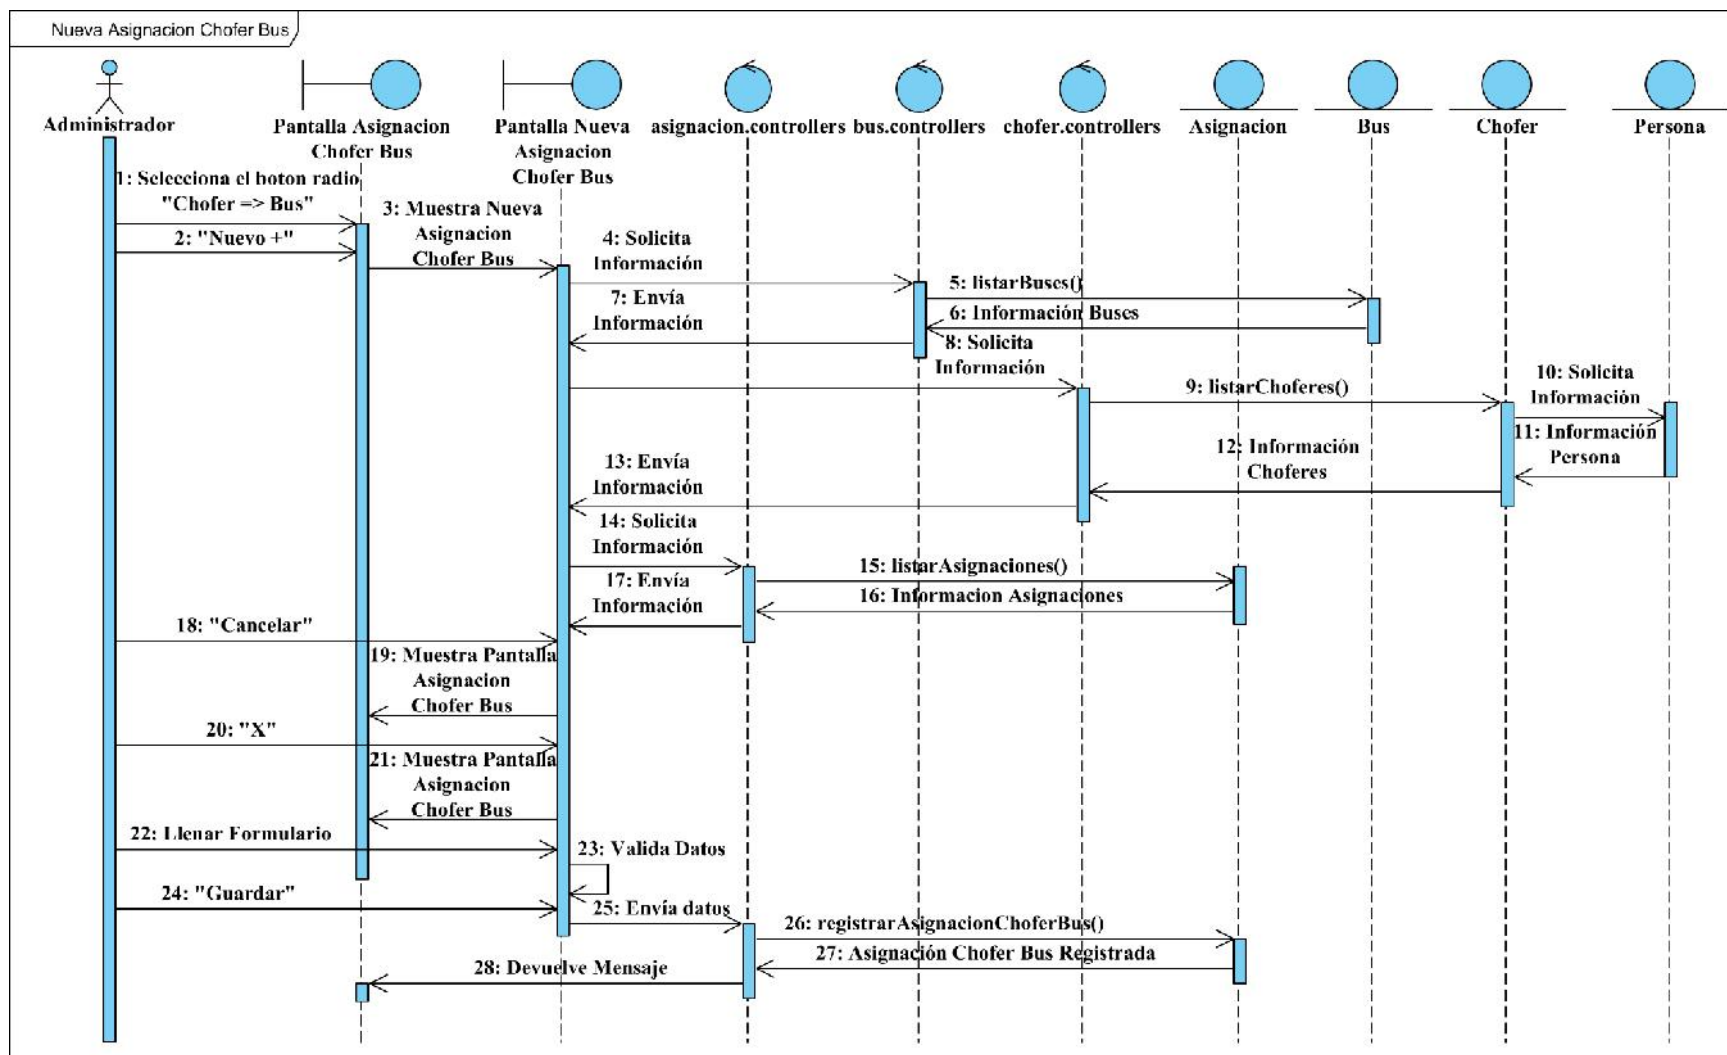 Nueva Asignacion Chofer Bus
Administrador
Pantalla Asignacion
Chofer Bus
Pantalla Nueva
Asignacion
Chofer Bus
asignacion.controllers
bus.controllers
chofer.controllers
Asignacion
Bus
Chofer
Persona
1: Selecciona el boton radio
"Chofer => Bus"
2: "Nuevo +"
3: Muestra Nueva
Asignacion
Chofer Bus
4: Solicita
Información
5: listarBuses()
6: Información Buses
7: Envía
Información
8: Solicita
Información
9: listarChoferes()
10: Solicita
Información
11: Información
Persona
12: Información
Choferes
13: Envía
Información
14: Solicita
Información
15: listarAsignaciones()
16: Informacion Asignaciones
17: Envía
Información
18: "Cancelar"
19: Muestra Pantalla
Asignacion
Chofer Bus
20: "X"
21: Muestra Pantalla
Asignacion
Chofer Bus
22: Llenar Formulario
23: Valida Datos
24: "Guardar"
25: Envía datos
26: registrarAsignacionChoferBus()
27: Asignación Chofer Bus Registrada
28: Devuelve Mensaje